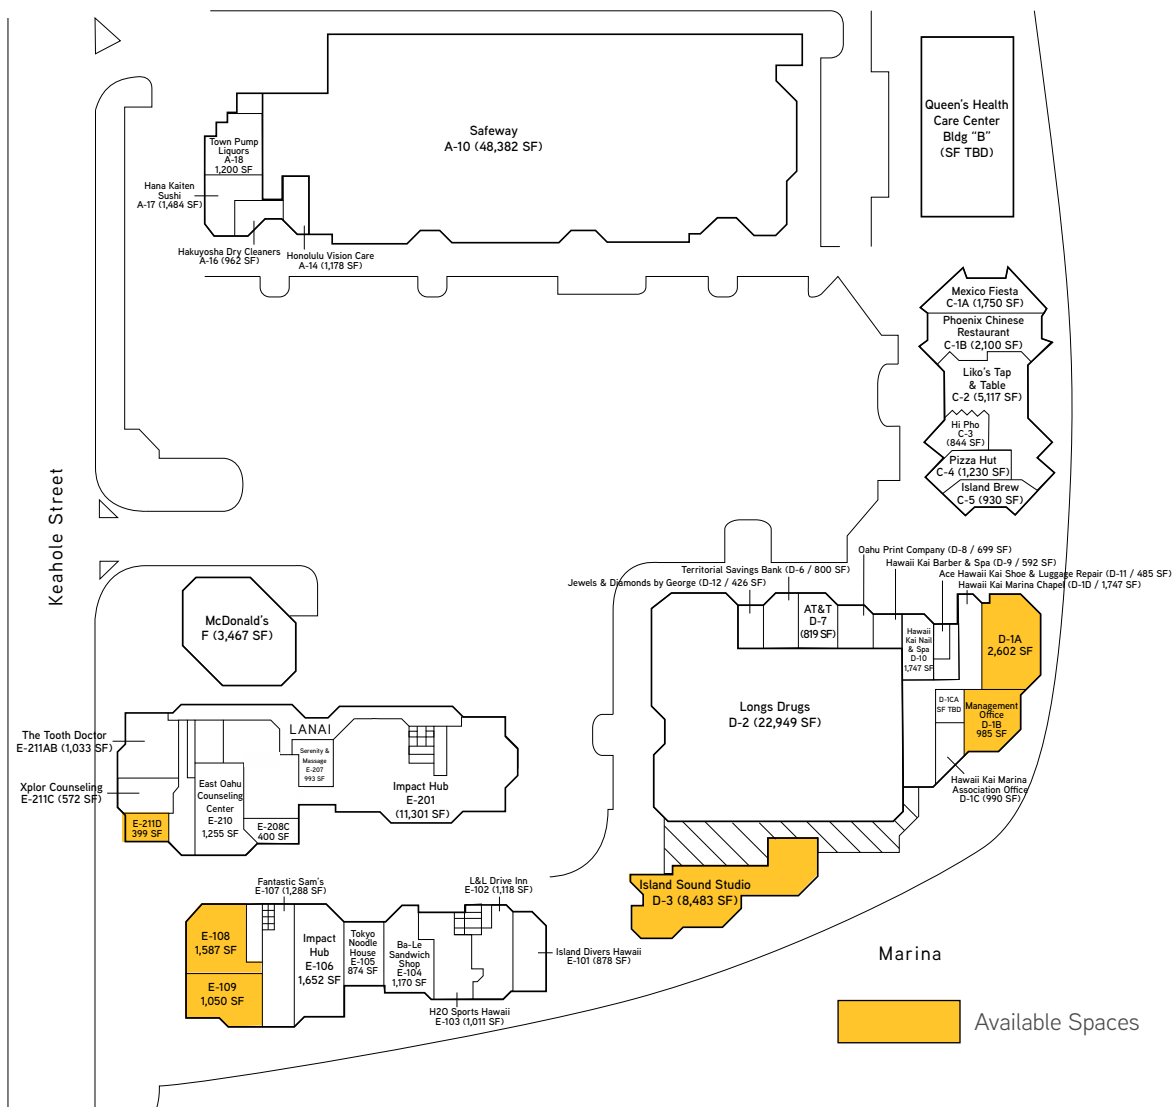 Safeway
A-10 (48,382 SF)
Queen's Health
Care Center
Bldg "B"
(SF TBD)
Town Pump
Liquors
A-18
1,200 SF
Hana Kaiten
Sushi
A-17 (1,484 SF)
Hakuyosha Dry Cleaners
A-16 (962 SF)
Honolulu Vision Care
A-14 (1,178 SF)
Mexico Fiesta
C-1A (1,750 SF)
Phoenix Chinese
Restaurant
C-1B (2,100 SF)
Liko's Tap
& Table
C-2 (5,117 SF)
Hi Pho
C-3
(844 SF)
Pizza Hut
C-4 (1,230 SF)
Island Brew
C-5 (930 SF)
Keahole Street
McDonald's
F (3,467 SF)
Oahu Print Company (D-8 / 699 SF)
Hawaii Kai Barber & Spa (D-9 / 592 SF)
Territorial Savings Bank (D-6 / 800 SF)
Ace Hawaii Kai Shoe & Luggage Repair (D-11 / 485 SF)
Jewels & Diamonds by George (D-12 / 426 SF)
Hawaii Kai Marina Chapel (D-1D / 1,747 SF)
AT&T
D-7
(819 SF)
Hawaii
Kai Nail
& Spa
D-10
1,747 SF
D-1A
2,602 SF
Longs Drugs
D-2 (22,949 SF)
D-1CA
SF TBD
Management
Office
D-1B
985 SF
Hawaii Kai Marina
Association Office
D-1C (990 SF)
LANAI
The Tooth Doctor
E-211AB (1,033 SF)
Serenity &
Massage
E-207
993 SF
Xplor Counseling
E-211C (572 SF)
East Oahu
Counseling
Center
E-210
1,255 SF
Impact Hub
E-201
(11,301 SF)
E-211D
399 SF
E-208C
400 SF
Island Sound Studio
D-3 (8,483 SF)
Fantastic Sam's
E-107 (1,288 SF)
L&L Drive Inn
E-102 (1,118 SF)
E-108
1,587 SF
Impact
Hub
E-106
1,652 SF
Tokyo
Noodle
House
E-105
874 SF
Ba-Le
Sandwich
Shop
E-104
1,170 SF
Island Divers Hawaii
E-101 (878 SF)
E-109
1,050 SF
H2O Sports Hawaii
E-103 (1,011 SF)
Marina
Available Spaces